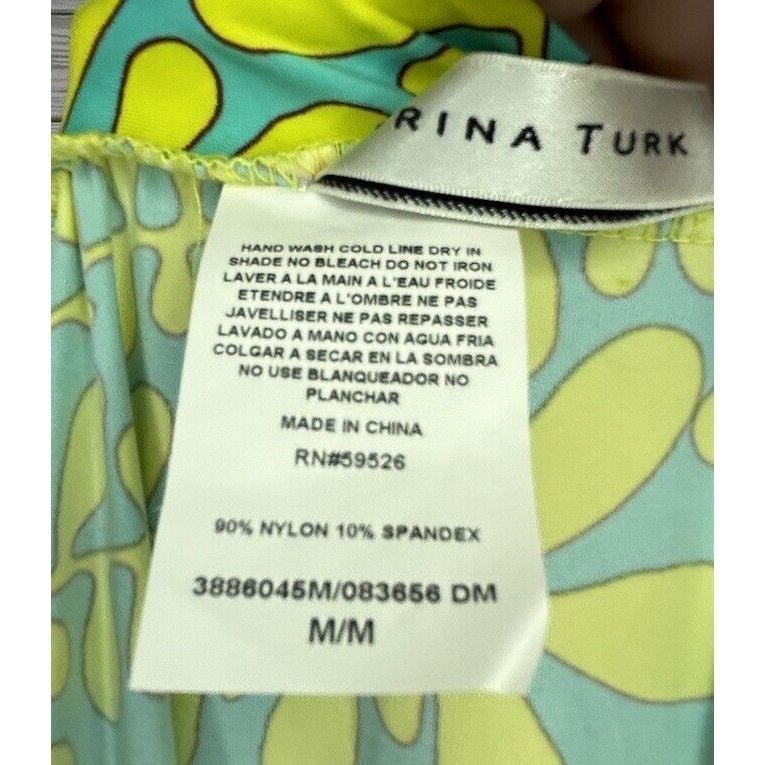 RINA TURK
HAND WASH COLD LINE DRY IN
SHADE NO BLEACH DO NOT IRON
LAVER A LA MAIN A L'EAU FROIDE
ETENDRE A L'OMBRE NE PAS
JAVELLISER NE PAS REPASSER
LAVADO A MANO CON AGUA FRIA
COLGAR A SECAR EN LA SOMBRA
NO USE BLANQUEADOR NO
PLANCHAR
MADE IN CHINA
RN#59526
90% NYLON 10% SPANDEX
3886045M/083656 DM
M/M